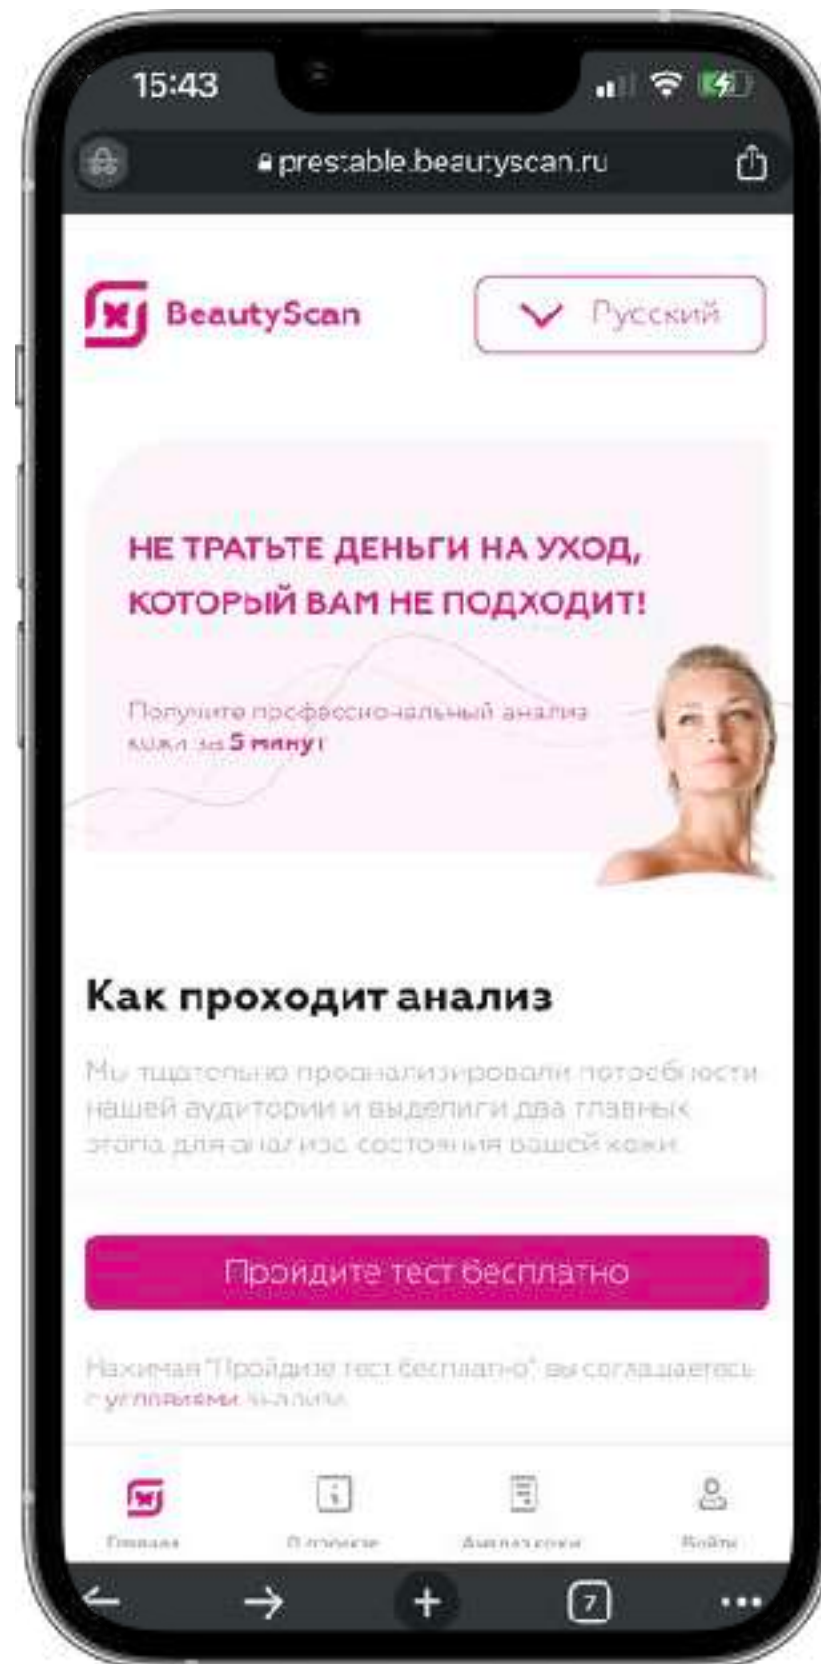 15:43
prestable.beautyscan.ru
BeautyScan
Русский
НЕ ТРАТЬТЕ ДЕНЬГИ НА УХОД,
КОТОРЫЙ ВАМ НЕ ПОДХОДИТ!
Получите профессиональный анализ
кожи за 5 минут
Как проходит анализ
Мы тщательно проанализировали потребности
нашей аудитории и выделили два главных
этапа для анализа состояния вашей кожи
Пройдите тест бесплатно
Нажимая "Пройдите тест бесплатно" вы соглашаетесь
с условиями анализа
Главная
О проекте
Анализ кожи
Войти
7